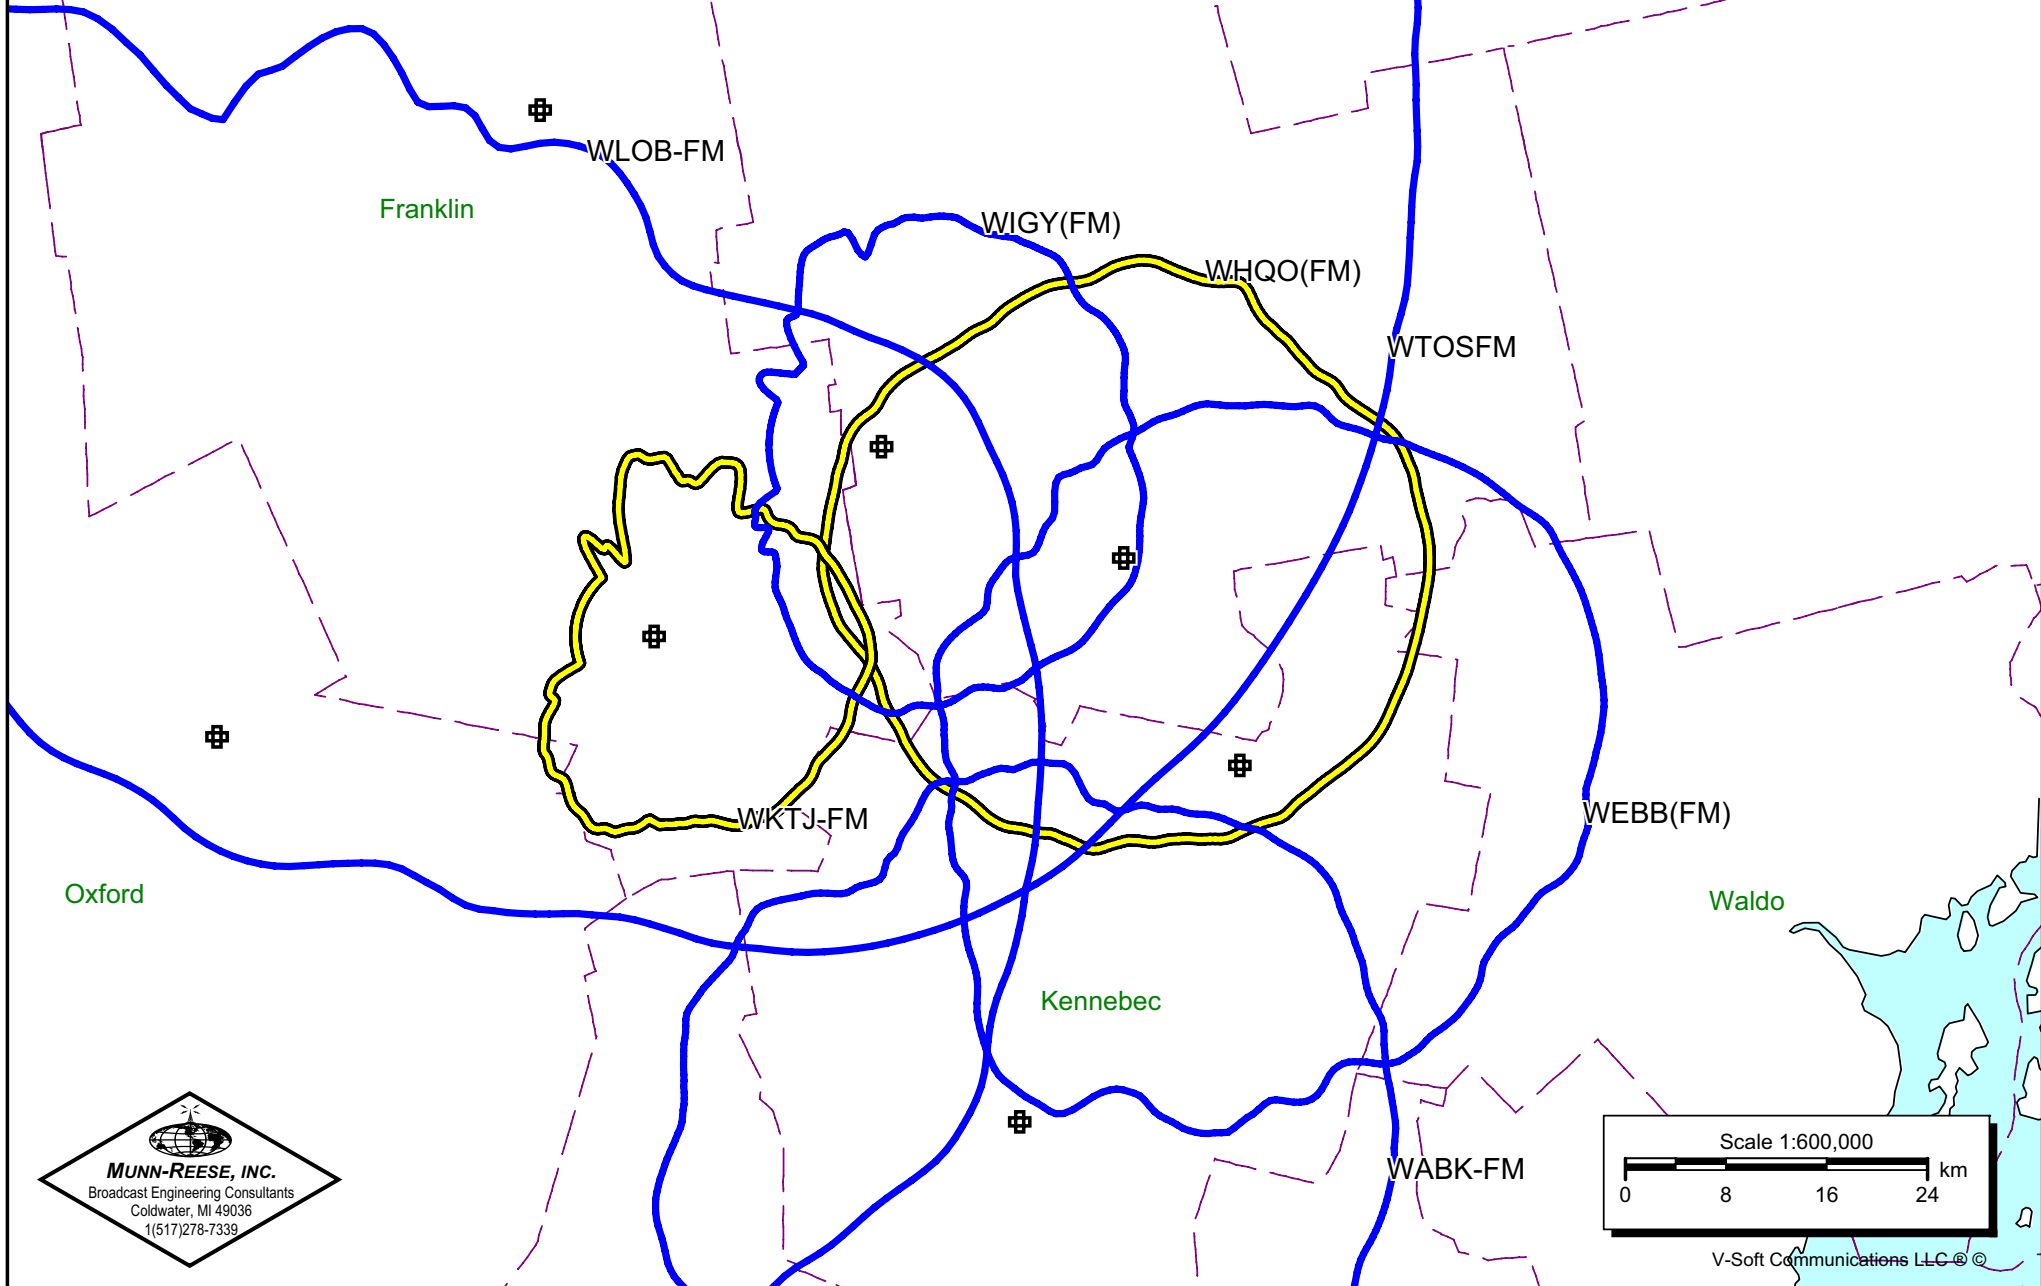 WLOB-FM
Franklin
WIGY(FM)
WHQO(FM)
WTOSFM
WKTJ-FM
WEBB(FM)
Oxford
Waldo
Kennebec
WABK-FM
MUNN-REESE, INC.
Broadcast Engineering Consultants
Coldwater, MI 49036
1(517)278-7339
Scale 1:600,000
km
0 8 16 24
V-Soft Communications LLC ® ©